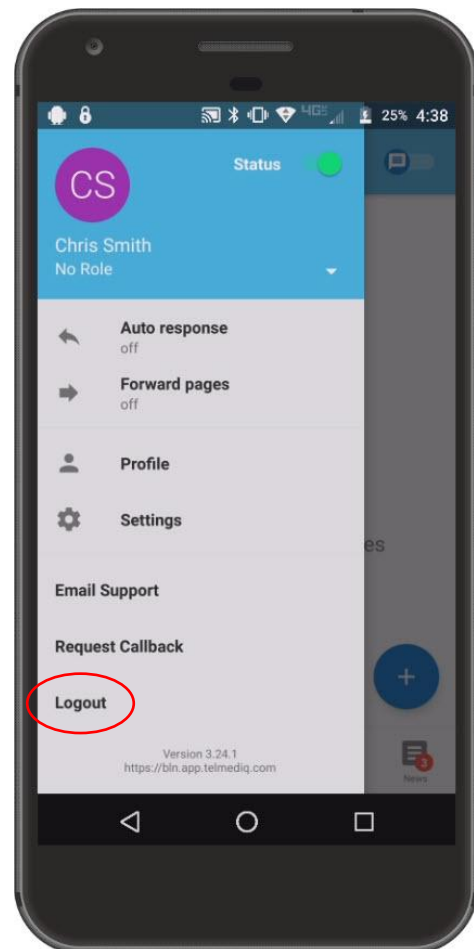 4G 25% 4:38
CS
Status
Chris Smith
No Role
Auto response
off
Forward pages
off
Profile
Settings
es
Email Support
Request Callback
+
Logout
Version 3.24.1
https://bln.app.telmediq.com
3
News